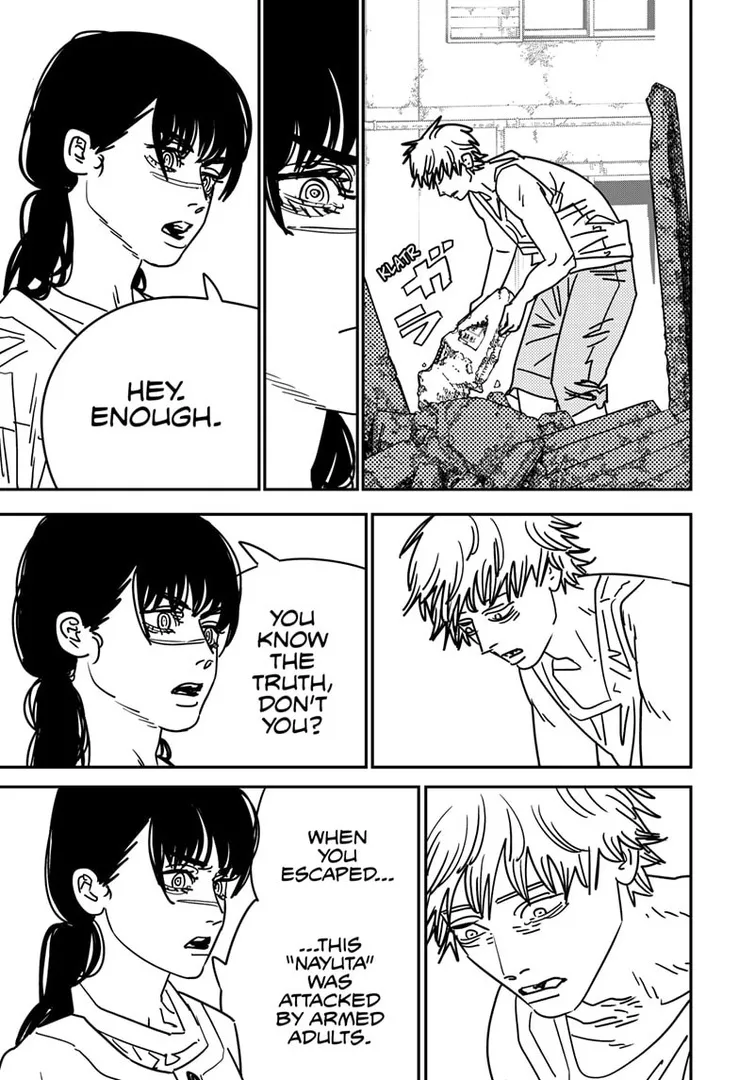 KLATR
ガラ
HEY.
ENOUGH.
YOU
KNOW
THE
TRUTH,
DON'T
YOU?
WHEN
YOU
ESCAPED...
...THIS
"NAYUTA"
WAS
ATTACKED
BY ARMED
ADULTS.